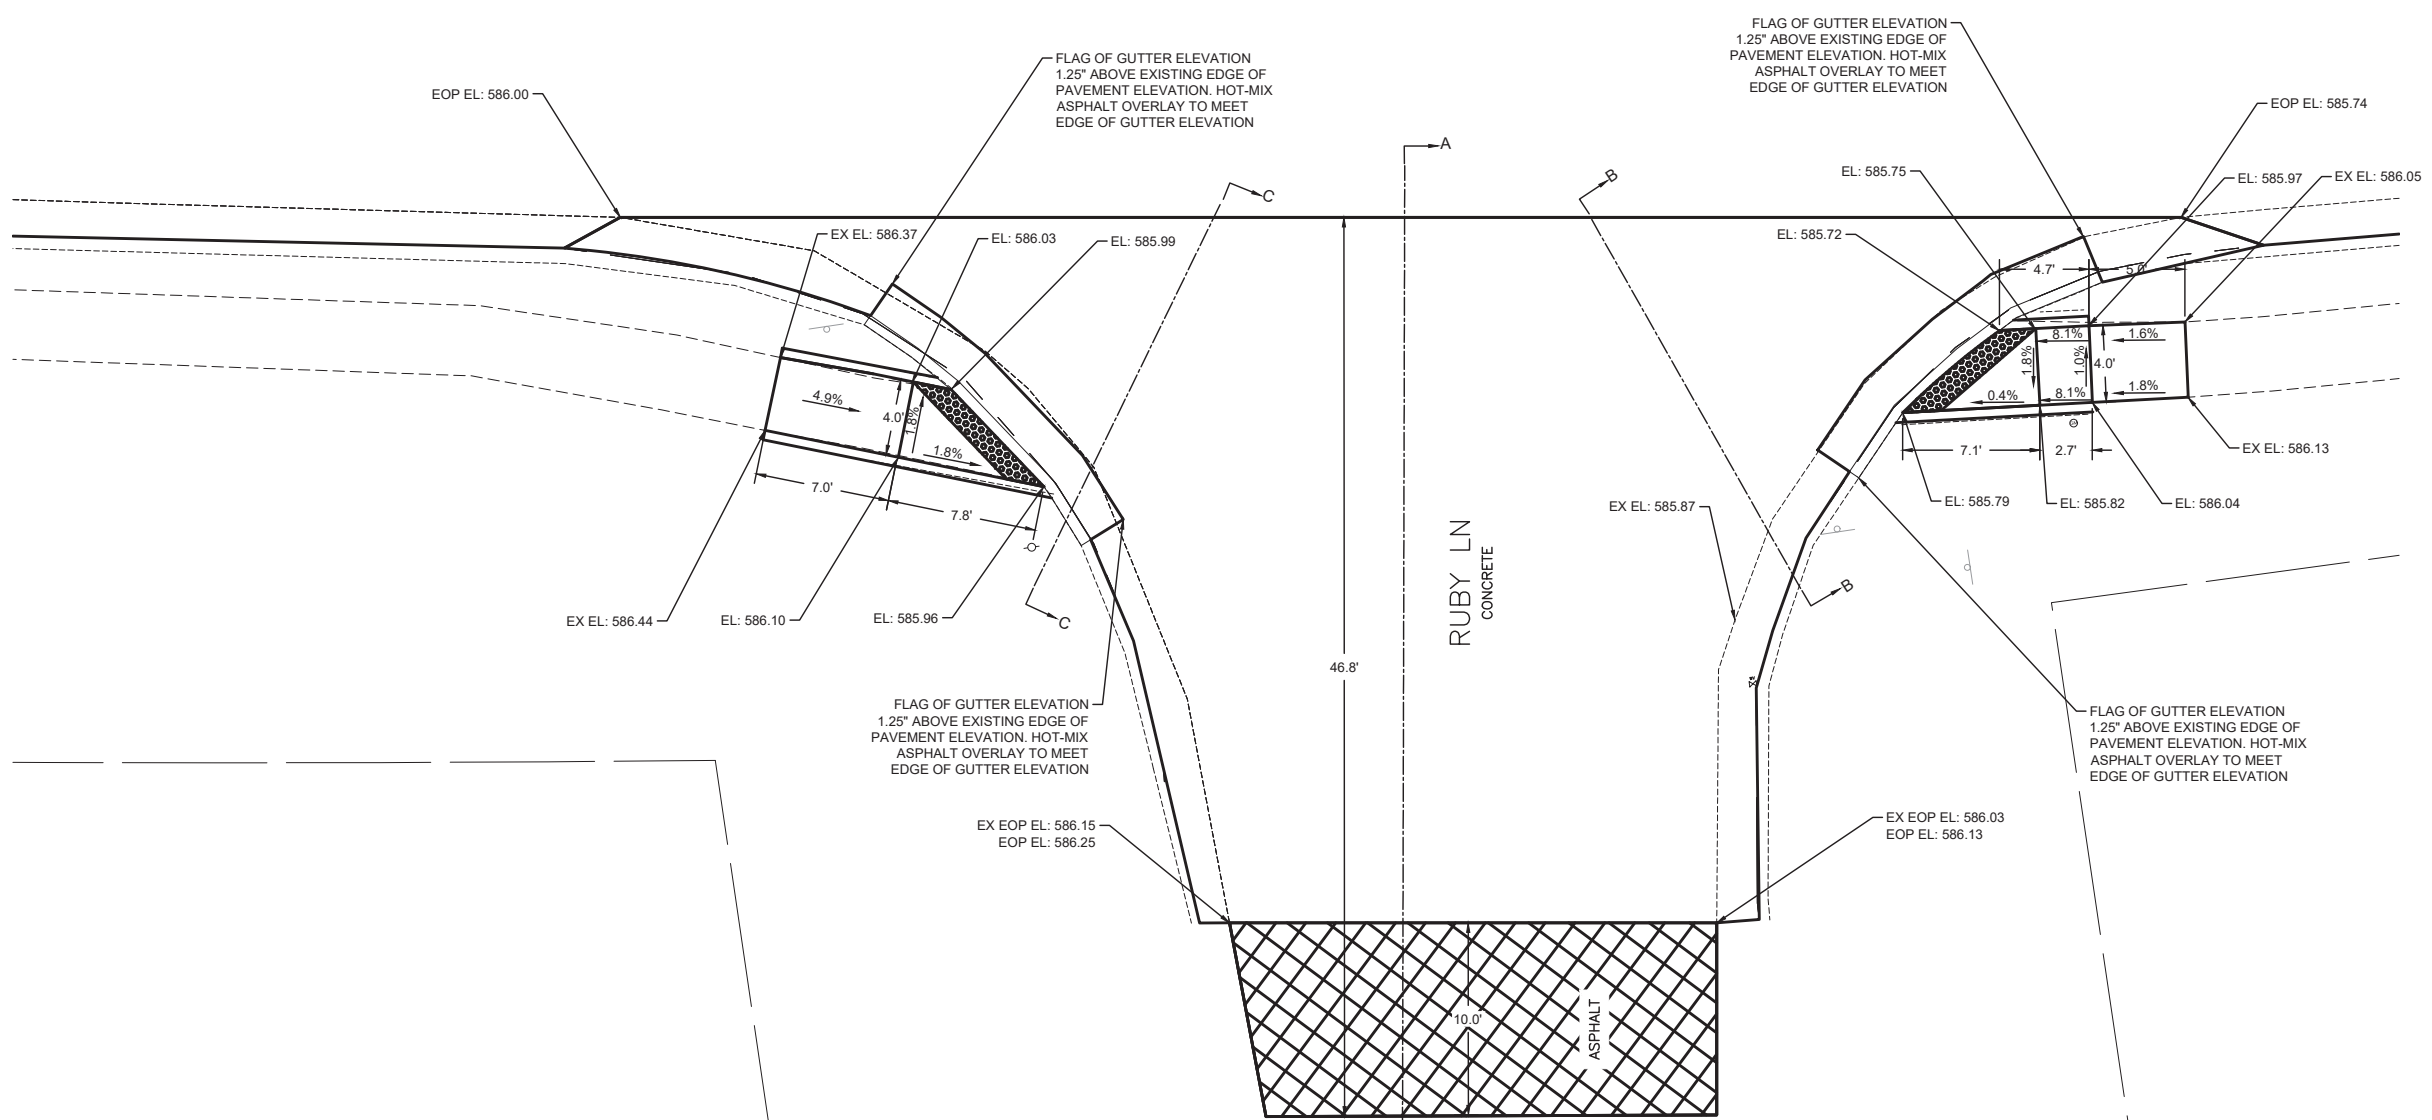 FLAG OF GUTTER ELEVATION
1.25" ABOVE EXISTING EDGE OF
PAVEMENT ELEVATION. HOT-MIX
ASPHALT OVERLAY TO MEET
EDGE OF GUTTER ELEVATION
FLAG OF GUTTER ELEVATION
1.25" ABOVE EXISTING EDGE OF
PAVEMENT ELEVATION. HOT-MIX
ASPHALT OVERLAY TO MEET
EDGE OF GUTTER ELEVATION
EOP EL: 586.00
EOP EL: 585.74
A
B
C
EL: 585.75
EL: 585.97
EX EL: 586.05
EX EL: 586.37
EL: 586.03
EL: 585.99
EL: 585.72
4.7'
5.0'
8.1%
1.6%
1.8%
1.0%
4.0'
0.4%
8.1%
1.8%
4.9%
4.0'
1.8%
1.8%
7.0'
7.8'
7.1'
2.7'
EX EL: 586.13
EL: 585.79
EL: 585.82
EL: 586.04
EX EL: 585.87
RUBY LN
CONCRETE
B
C
EX EL: 586.44
EL: 586.10
EL: 585.96
46.8'
FLAG OF GUTTER ELEVATION
1.25" ABOVE EXISTING EDGE OF
PAVEMENT ELEVATION. HOT-MIX
ASPHALT OVERLAY TO MEET
EDGE OF GUTTER ELEVATION
FLAG OF GUTTER ELEVATION
1.25" ABOVE EXISTING EDGE OF
PAVEMENT ELEVATION. HOT-MIX
ASPHALT OVERLAY TO MEET
EDGE OF GUTTER ELEVATION
EX EOP EL: 586.15
EOP EL: 586.25
EX EOP EL: 586.03
EOP EL: 586.13
10.0'
ASPHALT